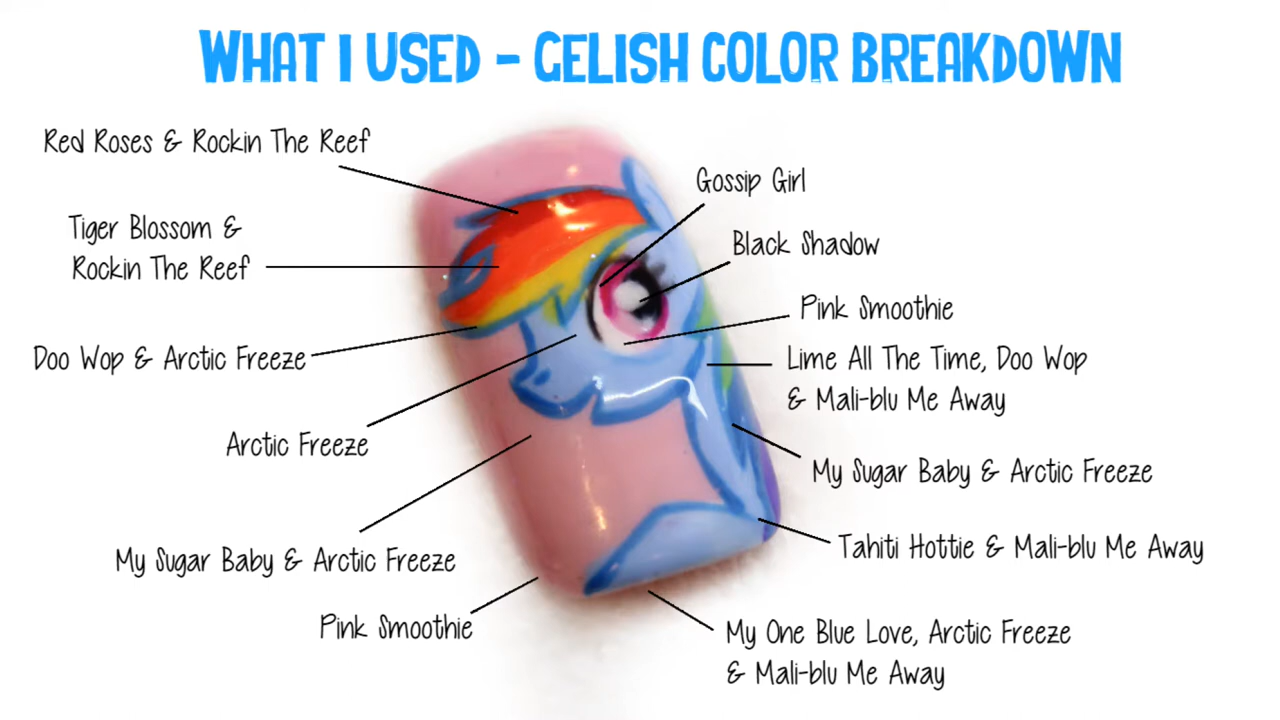 WHAT I USED - GELISH COLOR BREAKDOWN
Red Roses & Rockin The Reef
Tiger Blossom &
Rockin The Reef
Doo Wop & Arctic Freeze
Arctic Freeze
My Sugar Baby & Arctic Freeze
Pink Smoothie
Gossip Girl
Black Shadow
Pink Smoothie
Lime All The Time, Doo Wop
& Mali-blu Me Away
My Sugar Baby & Arctic Freeze
Tahiti Hottie & Mali-blu Me Away
My One Blue Love, Arctic Freeze
& Mali-blu Me Away